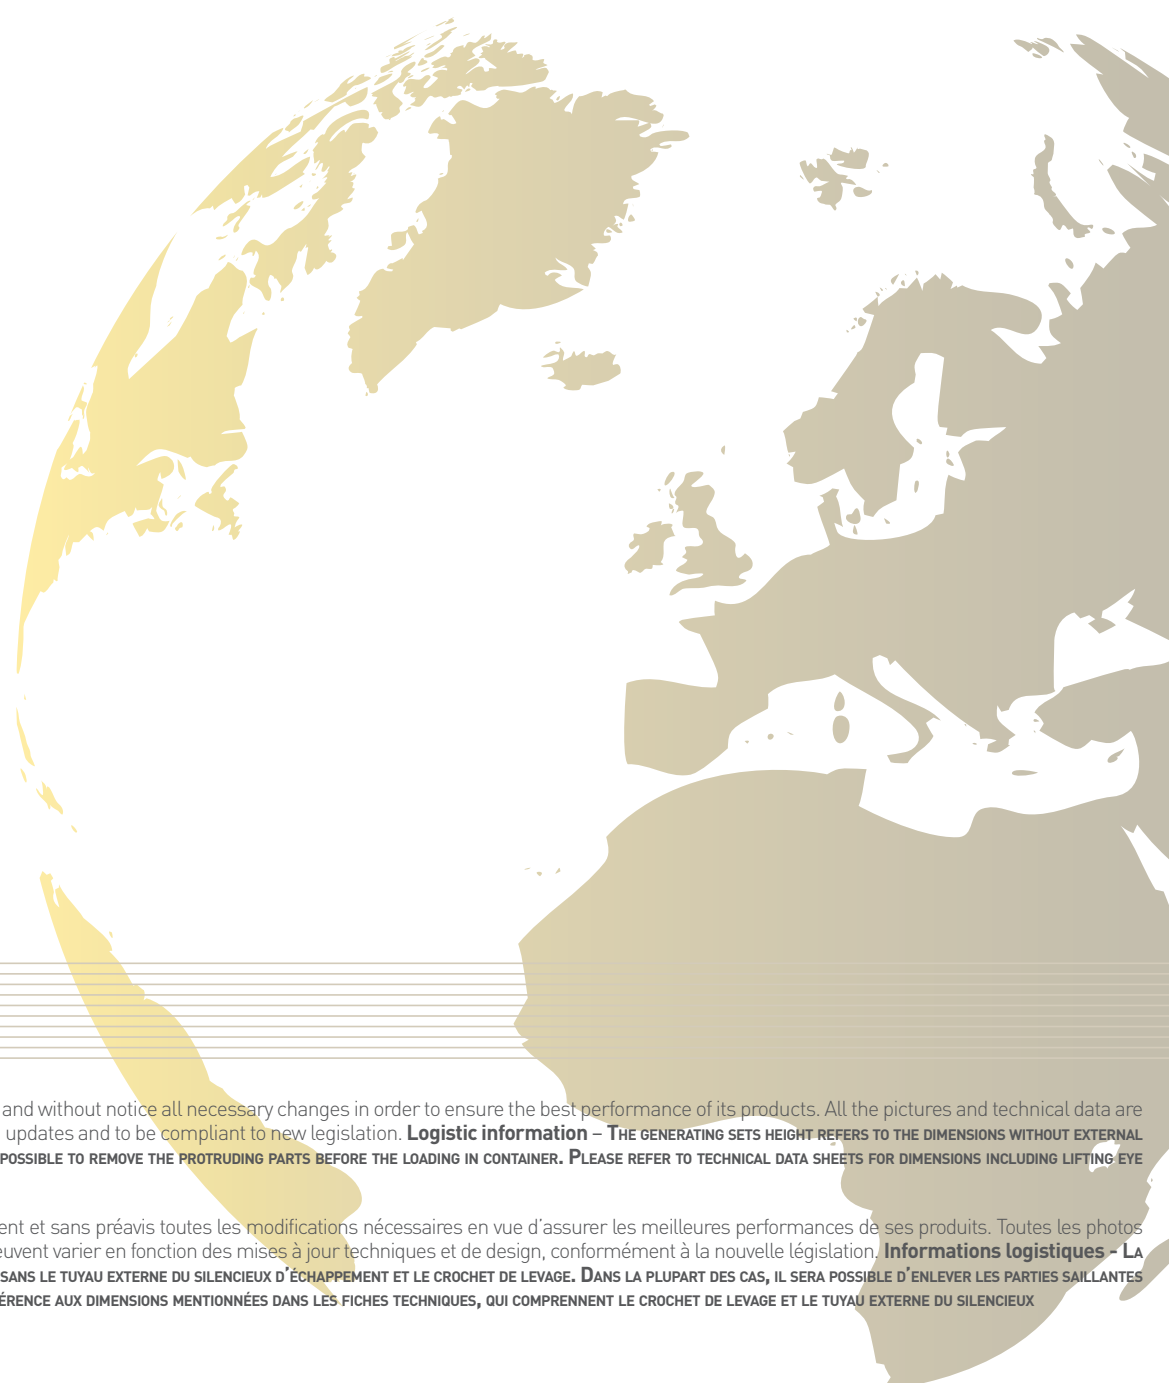 and without notice all necessary changes in order to ensure the best performance of its products. All the pictures and technical data are
updates and to be compliant to new legislation. Logistic information – The generating sets height refers to the dimensions without external
possible to remove the protruding parts before the loading in container. Please refer to technical data sheets for dimensions including lifting eye
ent et sans préavis toutes les modifications nécessaires en vue d'assurer les meilleures performances de ses produits. Toutes les photos
euvent varier en fonction des mises à jour techniques et de design, conformément à la nouvelle législation. Informations logistiques - La
sans le tuyau externe du silencieux d'échappement et le crochet de levage. Dans la plupart des cas, il sera possible d'enlever les parties saillantes
érence aux dimensions mentionnées dans les fiches techniques, qui comprennent le crochet de levage et le tuyau externe du silencieux